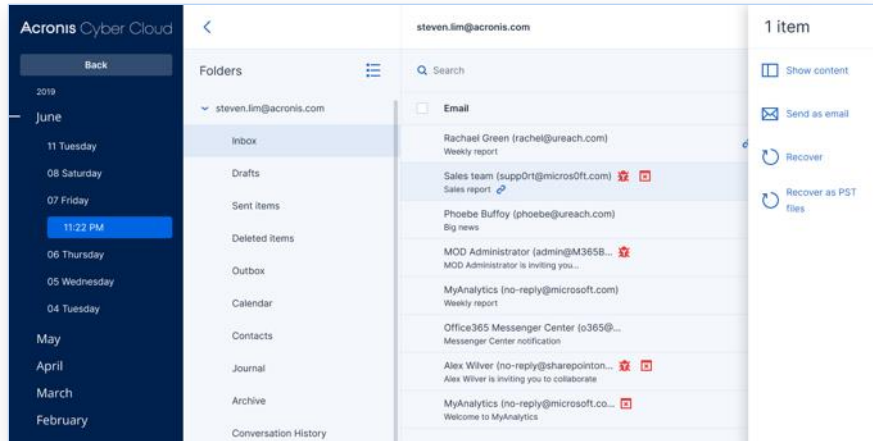 Acronis Cyber Cloud
Back
2019
June
11 Tuesday
08 Saturday
07 Friday
11:22 PM
06 Thursday
05 Wednesday
04 Tuesday
May
April
March
February
Folders
steven.lim@acronis.com
Inbox
Drafts
Sent items
Deleted items
Outbox
Calendar
Contacts
Journal
Archive
Conversation History
steven.lim@acronis.com
Search
Email
Rachael Green (rachel@ureach.com)
Weekly report
Sales team (supp0rt@micros0ft.com)
Sales report
Phoebe Buffoy (phoebe@ureach.com)
Big news
MOD Administrator (admin@M365B...
MOD Administrator is inviting you...
MyAnalytics (no-reply@microsoft.com)
Weekly report
Office365 Messenger Center (o365@...
Messenger Center notification
Alex Wilver (no-reply@sharepointon...
Alex Wilver is inviting you to collaborate
MyAnalytics (no-reply@microsoft.co...
Welcome to MyAnalytics
1 item
Show content
Send as email
Recover
Recover as PST
files